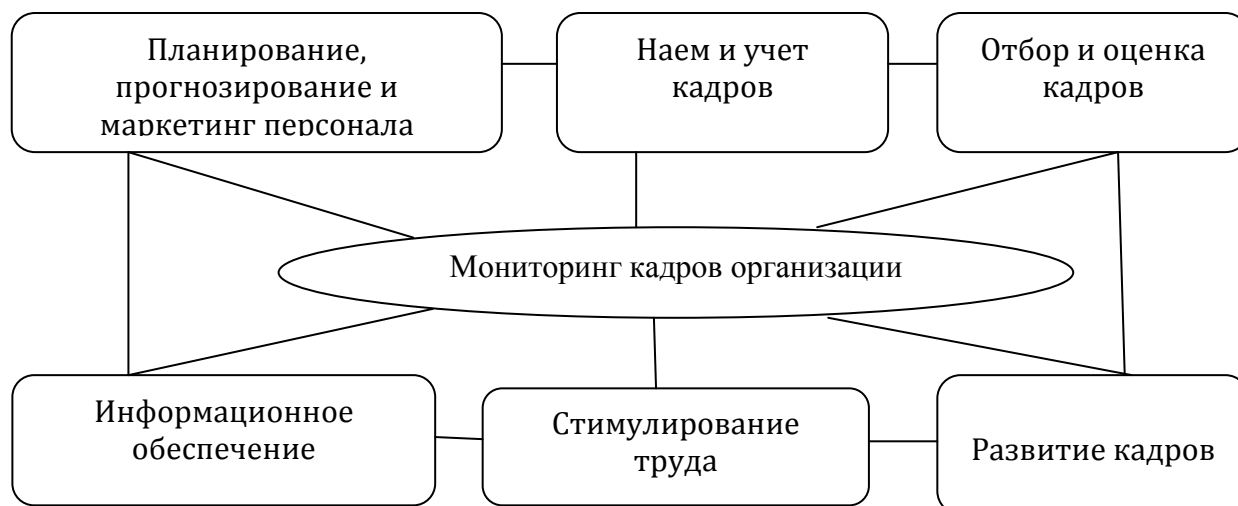 Планирование,
прогнозирование и
маркетинг персонала
Наем и учет
кадров
Отбор и оценка
кадров
Мониторинг кадров организации
Информационное
обеспечение
Стимулирование
труда
Развитие кадров